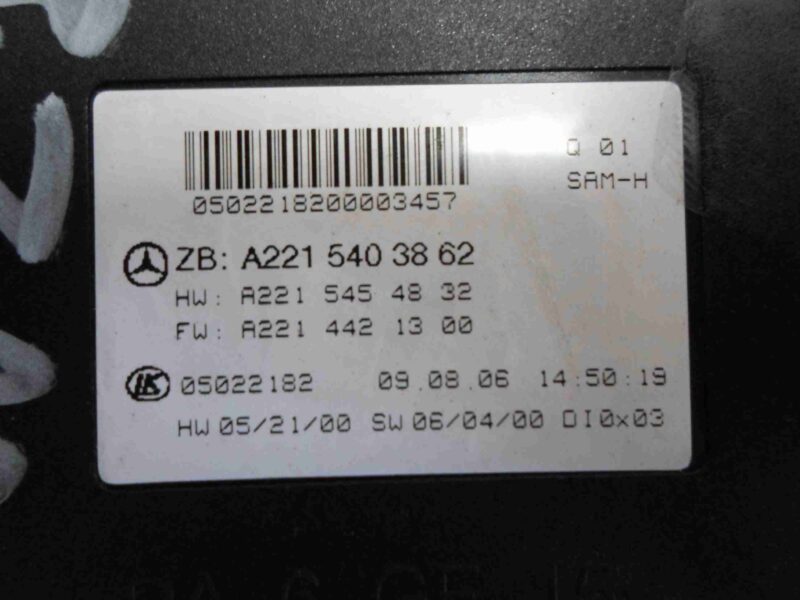 Q 01
SAM-H
0502218200003457
ZB: A221 540 38 62
HW: A221 545 48 32
FW: A221 442 13 00
LK 05022182 09.08.06 14:50:19
HW 05/21/00 SW 06/04/00 DI0x03